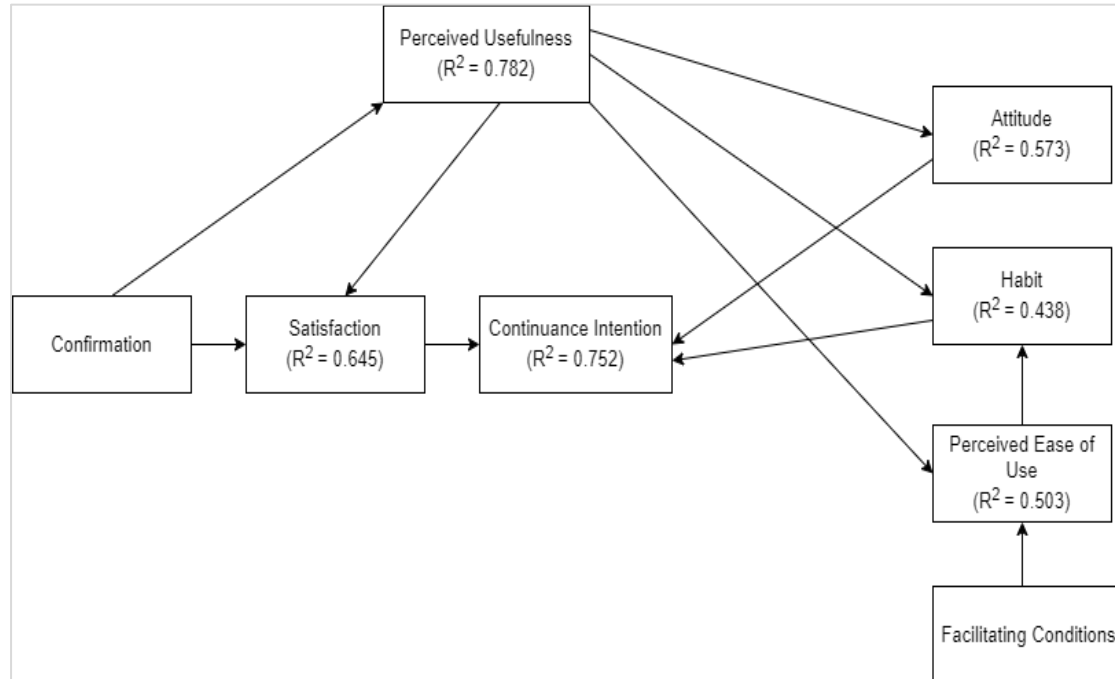 Perceived Usefulness
(R² = 0.782)
Attitude
(R² = 0.573)
Confirmation
Satisfaction
(R² = 0.645)
Continuance Intention
(R² = 0.752)
Habit
(R² = 0.438)
Perceived Ease of
Use
(R² = 0.503)
Facilitating Conditions